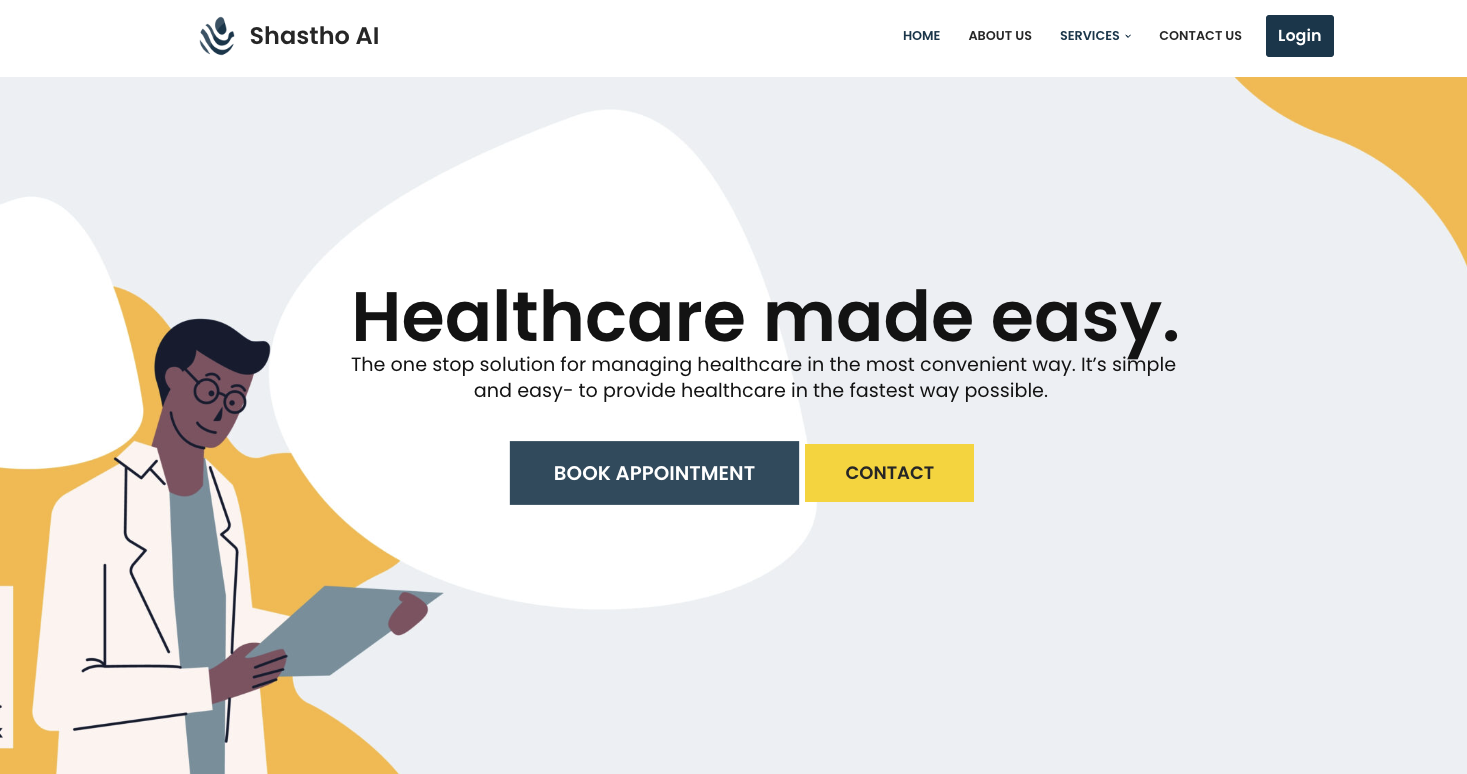 Shastho AI
HOME
ABOUT US
SERVICES
CONTACT US
Login
Healthcare made easy.
The one stop solution for managing healthcare in the most convenient way. It’s simple
and easy- to provide healthcare in the fastest way possible.
BOOK APPOINTMENT
CONTACT